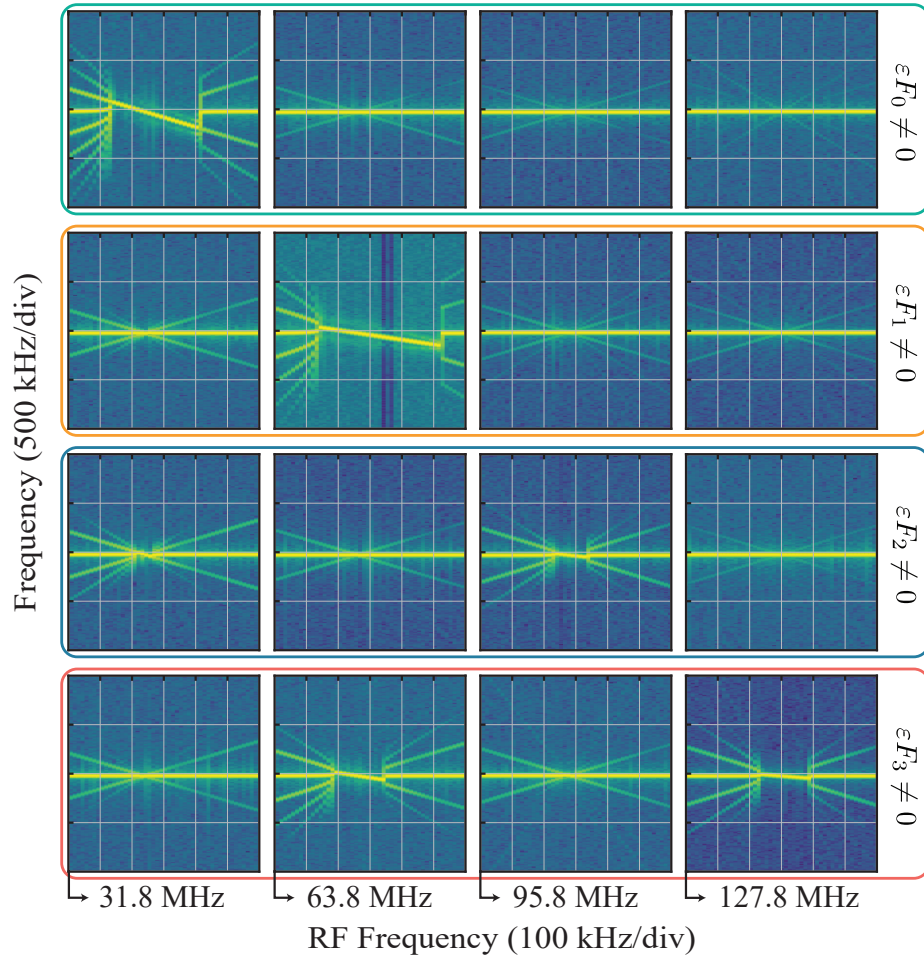 εF₀ ≠ 0
εF₁ ≠ 0
εF₂ ≠ 0
εF₃ ≠ 0
Frequency (500 kHz/div)
31.8 MHz
63.8 MHz
95.8 MHz
127.8 MHz
RF Frequency (100 kHz/div)